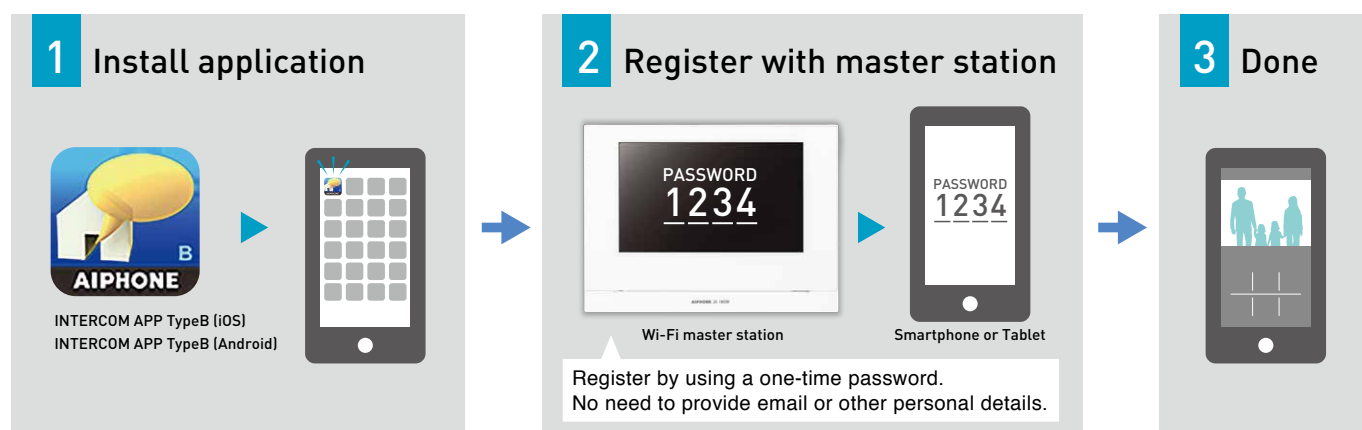 1 Install application
B
AIPHONE
INTERCOM APP TypeB (iOS)
INTERCOM APP TypeB (Android)
2 Register with master station
PASSWORD
1234
AIPHONE
Wi-Fi master station
PASSWORD
1234
Smartphone or Tablet
Register by using a one-time password.
No need to provide email or other personal details.
3 Done